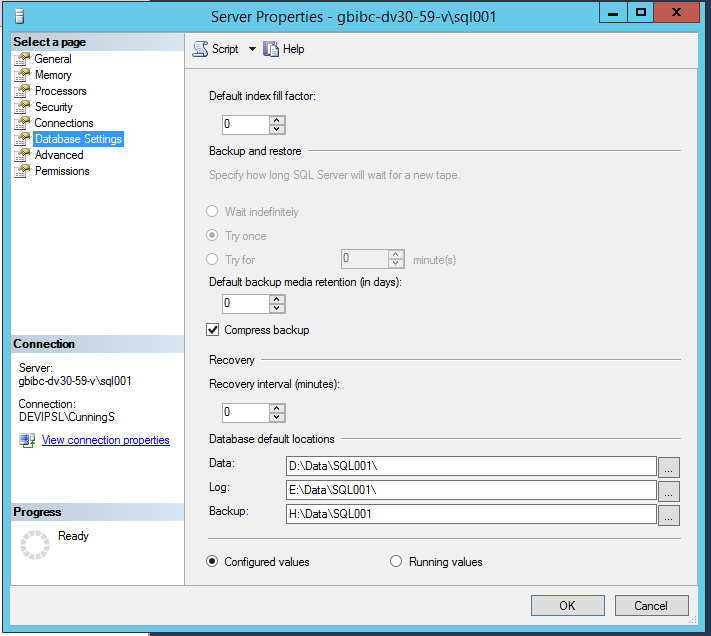 Server Properties - gbibc-dv30-59-v\sql001
Select a page
General
Memory
Processors
Security
Connections
Database Settings
Advanced
Permissions
Connection
Server:
gbibc-dv30-59-v\sql001
Connection:
DEVIPSL\CunningS
View connection properties
Progress
Ready
Script Help
Default index fill factor:
0
Backup and restore
Specify how long SQL Server will wait for a new tape.
Wait indefinitely
Try once
Try for 0 minute(s)
Default backup media retention (in days):
0
Compress backup
Recovery
Recovery interval (minutes):
0
Database default locations
Data: D:\Data\SQL001\ ...
Log: E:\Data\SQL001\ ...
Backup: H:\Data\SQL001 ...
Configured values Running values
OK Cancel